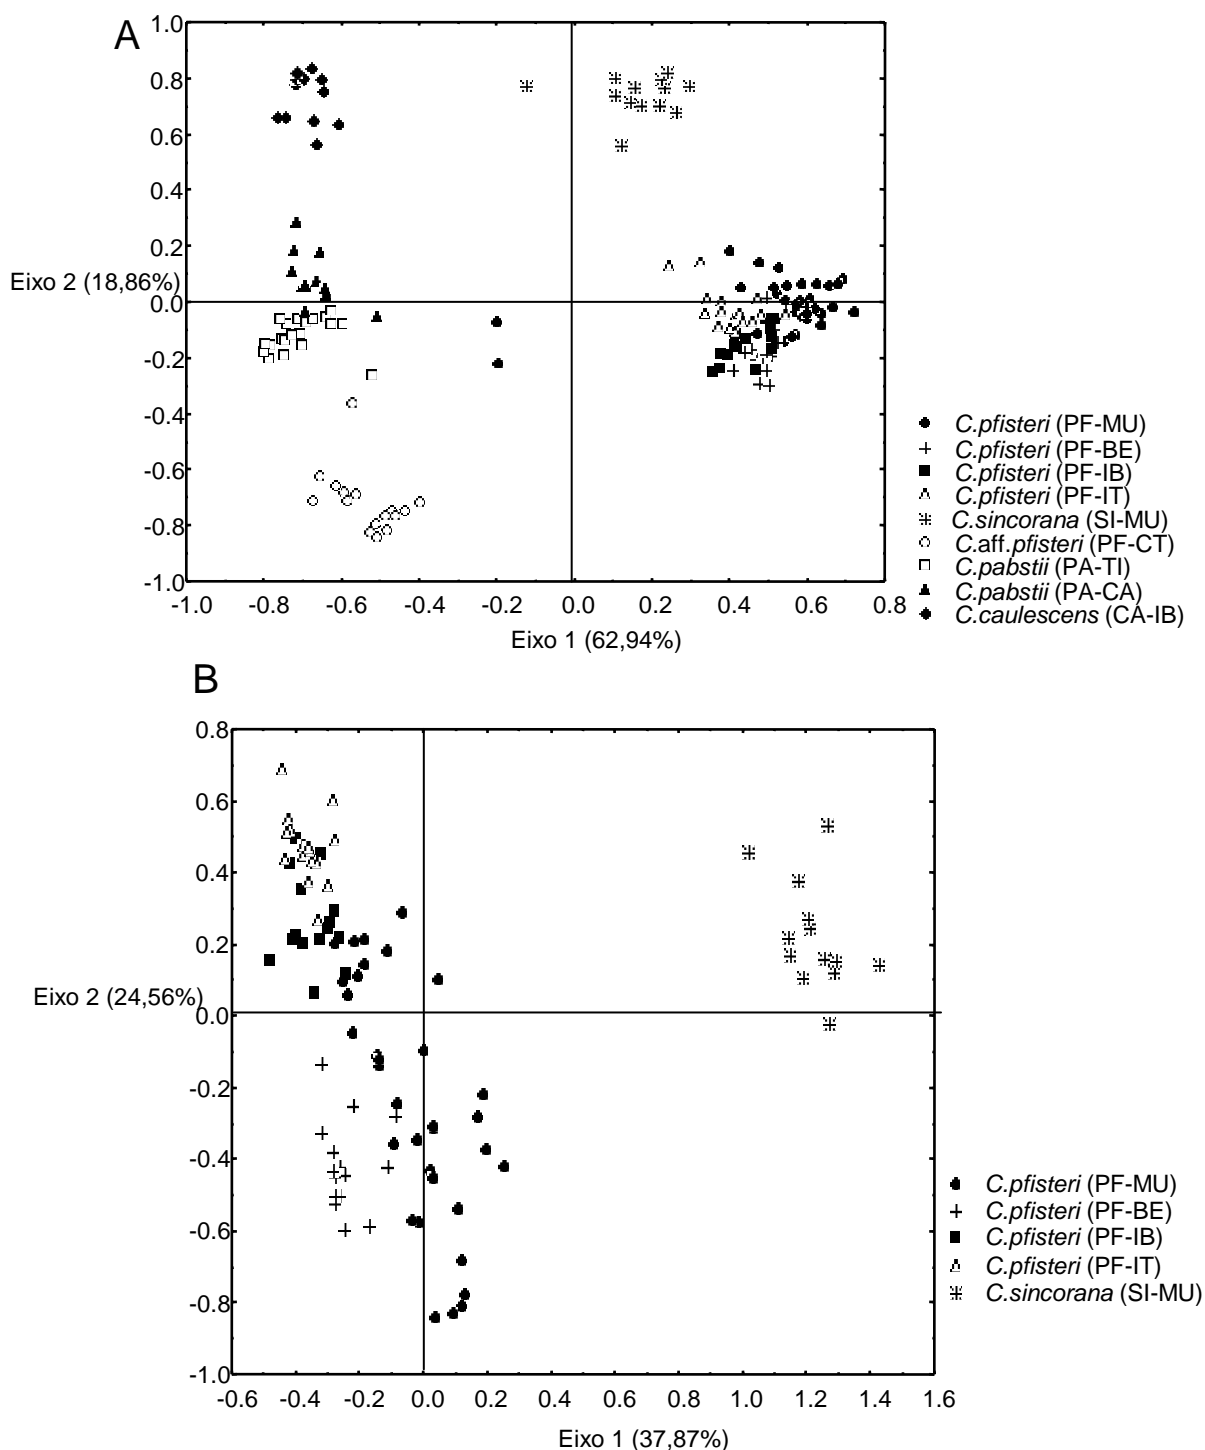 A
1.0
0.8
0.6
0.4
0.2
Eixo 2 (18,86%)
0.0
-0.2
-0.4
-0.6
-0.8
-1.0
-1.0 -0.8 -0.6 -0.4 -0.2 0.0 0.2 0.4 0.6 0.8
Eixo 1 (62,94%)
C.pfisteri (PF-MU)
C.pfisteri (PF-BE)
C.pfisteri (PF-IB)
C.pfisteri (PF-IT)
C.sincorana (SI-MU)
C.aff.pfisteri (PF-CT)
C.pabstii (PA-TI)
C.pabstii (PA-CA)
C.caulescens (CA-IB)
B
0.8
0.6
0.4
0.2
Eixo 2 (24,56%)
0.0
-0.2
-0.4
-0.6
-0.8
-1.0
-0.6 -0.4 -0.2 0.0 0.2 0.4 0.6 0.8 1.0 1.2 1.4 1.6
Eixo 1 (37,87%)
C.pfisteri (PF-MU)
C.pfisteri (PF-BE)
C.pfisteri (PF-IB)
C.pfisteri (PF-IT)
C.sincorana (SI-MU)